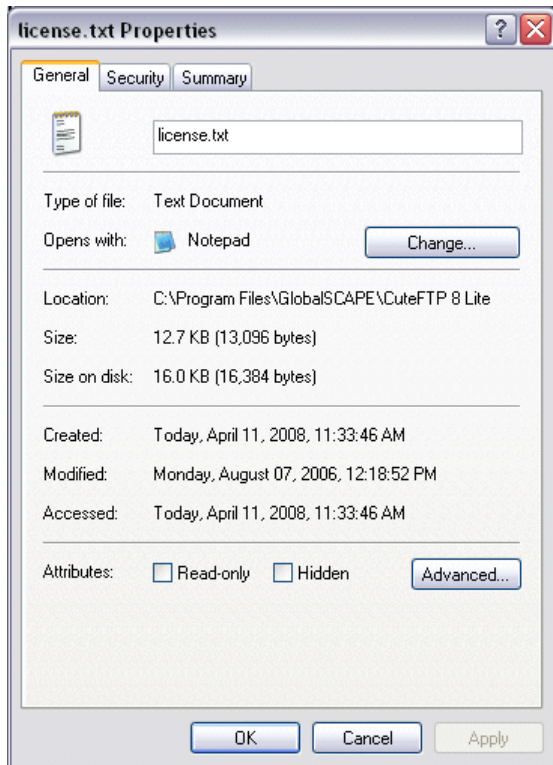 license.txt Properties
General Security Summary
license.txt
Type of file: Text Document
Opens with: Notepad Change...
Location: C:\Program Files\GlobalSCAPE\CuteFTP 8 Lite
Size: 12.7 KB (13,096 bytes)
Size on disk: 16.0 KB (16,384 bytes)
Created: Today, April 11, 2008, 11:33:46 AM
Modified: Monday, August 07, 2006, 12:18:52 PM
Accessed: Today, April 11, 2008, 11:33:46 AM
Attributes: Read-only Hidden Advanced...
OK Cancel Apply